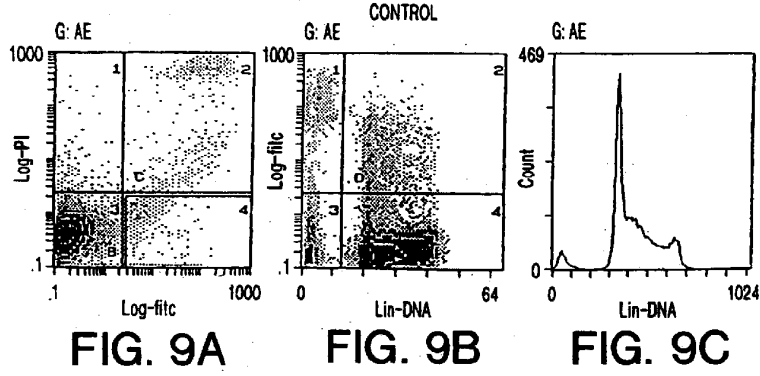 CONTROL
G: AE
1000
1
2
3
4
C
B
Log-PI
.1
.1
1000
Log-fitc
FIG. 9A
G: AE
1000
1
2
3
4
D
Log-fitc
.1
0
64
Lin-DNA
FIG. 9B
G: AE
469
Count
0
0
1024
Lin-DNA
FIG. 9C